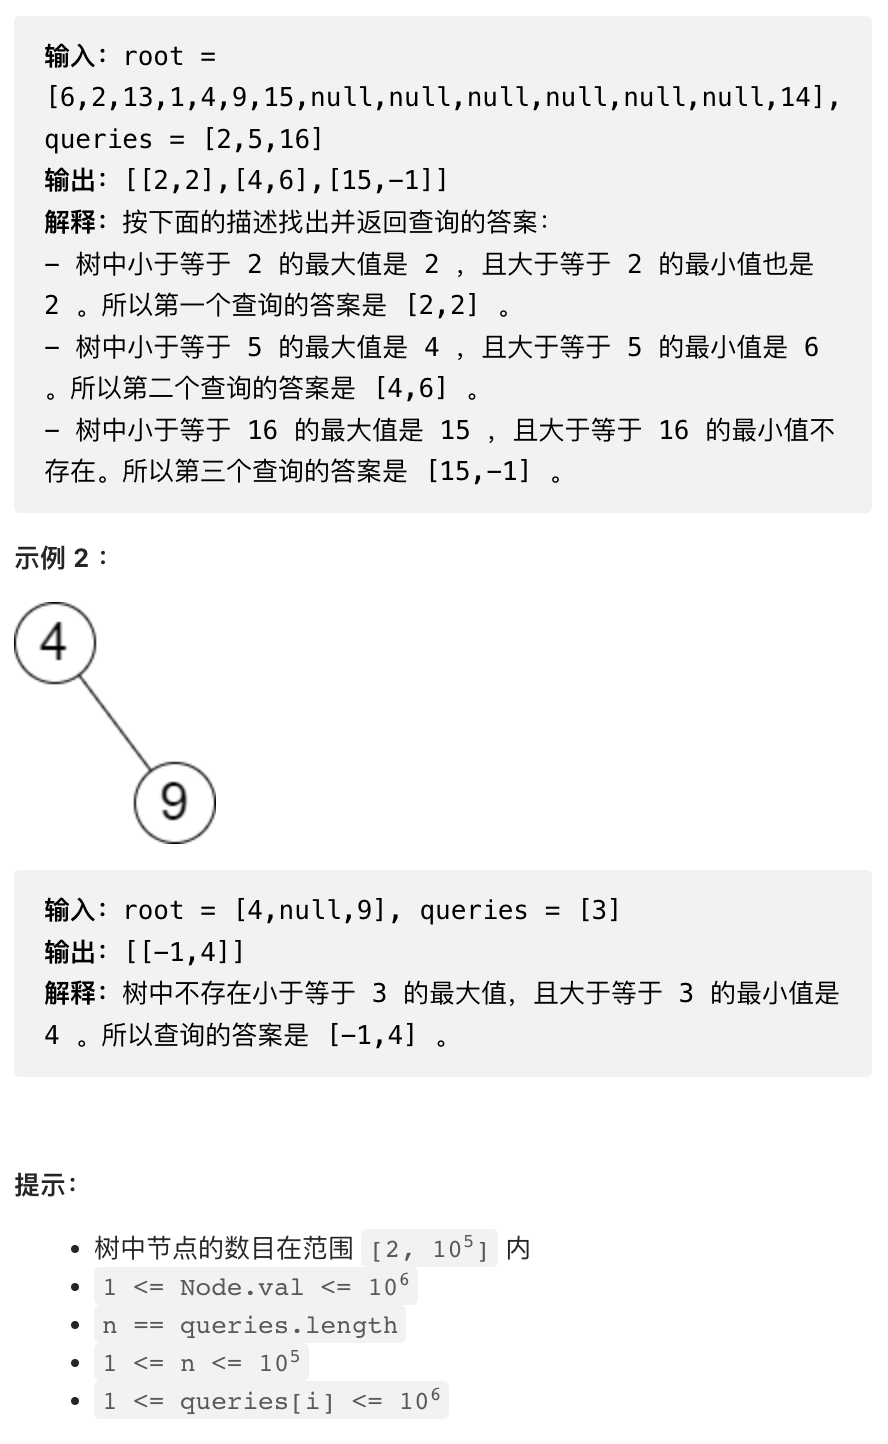 输入：root =
[6,2,13,1,4,9,15,null,null,null,null,null,null,14],
queries = [2,5,16]
输出：[[2,2],[4,6],[15,-1]]
解释：按下面的描述找出并返回查询的答案：
- 树中小于等于 2 的最大值是 2 ，且大于等于 2 的最小值也是
2 。所以第一个查询的答案是 [2,2] 。
- 树中小于等于 5 的最大值是 4 ，且大于等于 5 的最小值是 6
。所以第二个查询的答案是 [4,6] 。
- 树中小于等于 16 的最大值是 15 ，且大于等于 16 的最小值不
存在。所以第三个查询的答案是 [15,-1] 。
示例 2 ：
4
9
输入：root = [4,null,9], queries = [3]
输出：[[-1,4]]
解释：树中不存在小于等于 3 的最大值，且大于等于 3 的最小值是
4 。所以查询的答案是 [-1,4] 。
提示：
• 树中节点的数目在范围 [2, 10⁵] 内
• 1 <= Node.val <= 10⁶
• n == queries.length
• 1 <= n <= 10⁵
• 1 <= queries[i] <= 10⁶